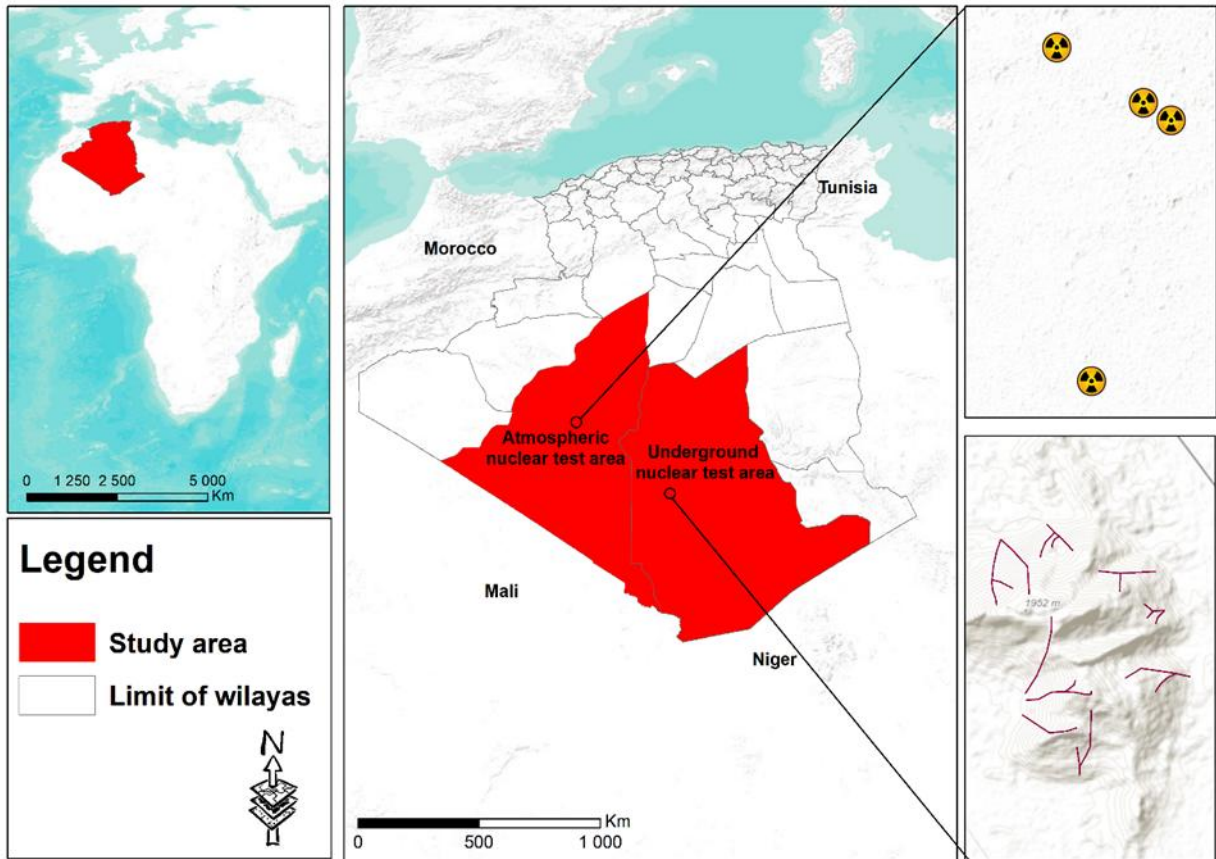 0 1 250 2 500 5 000
Km
Legend
Study area
Limit of wilayas
N
Tunisia
Morocco
Atmospheric
nuclear test area
Underground
nuclear test area
Mali
Niger
Km
0 500 1 000
1952 m